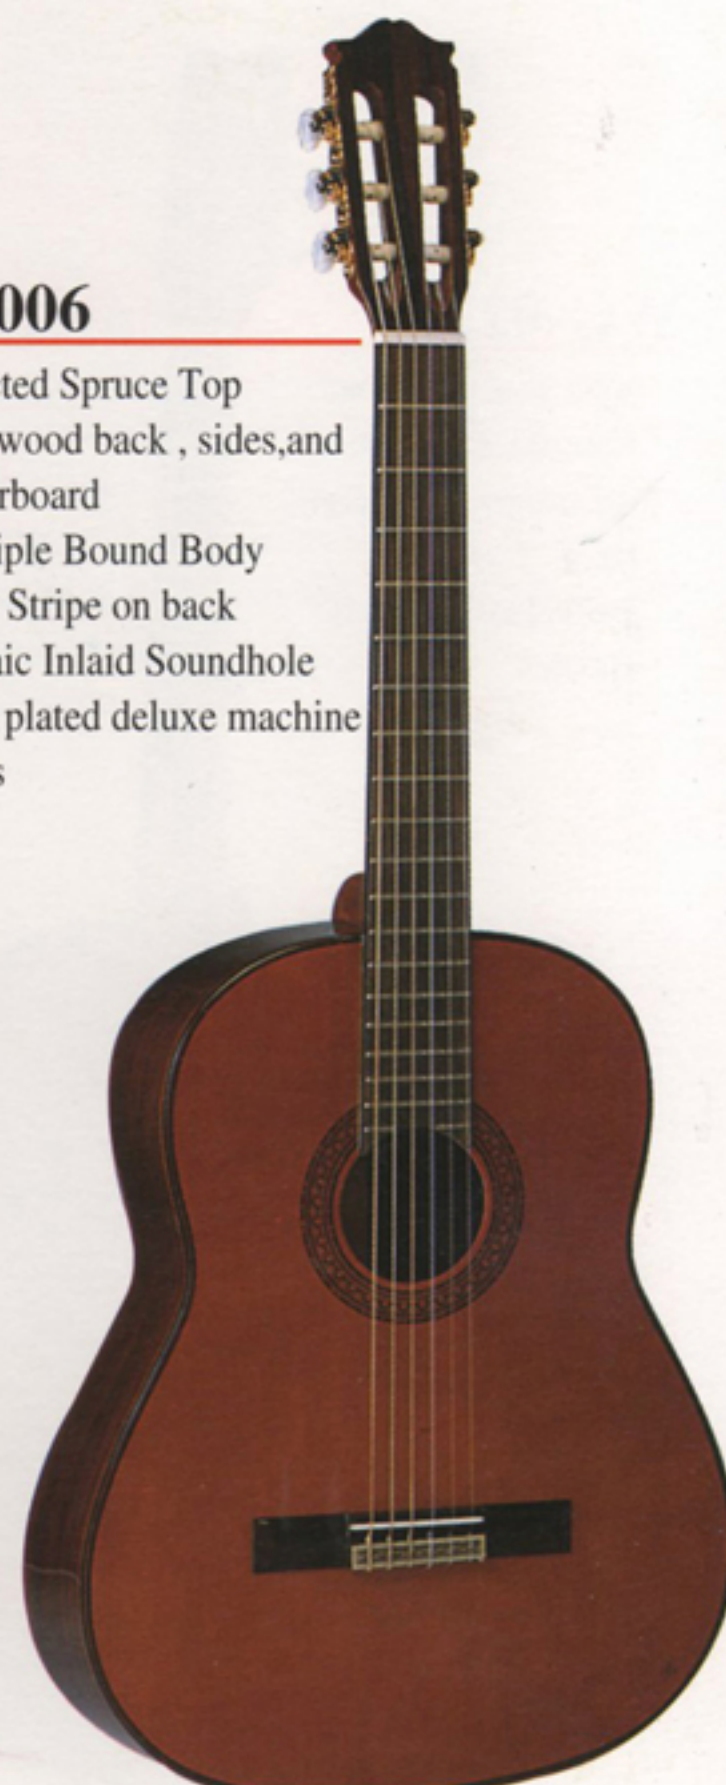 006
ted Spruce Top
wood back , sides,and
rboard
iple Bound Body
Stripe on back
ic Inlaid Soundhole
plated deluxe machine
s